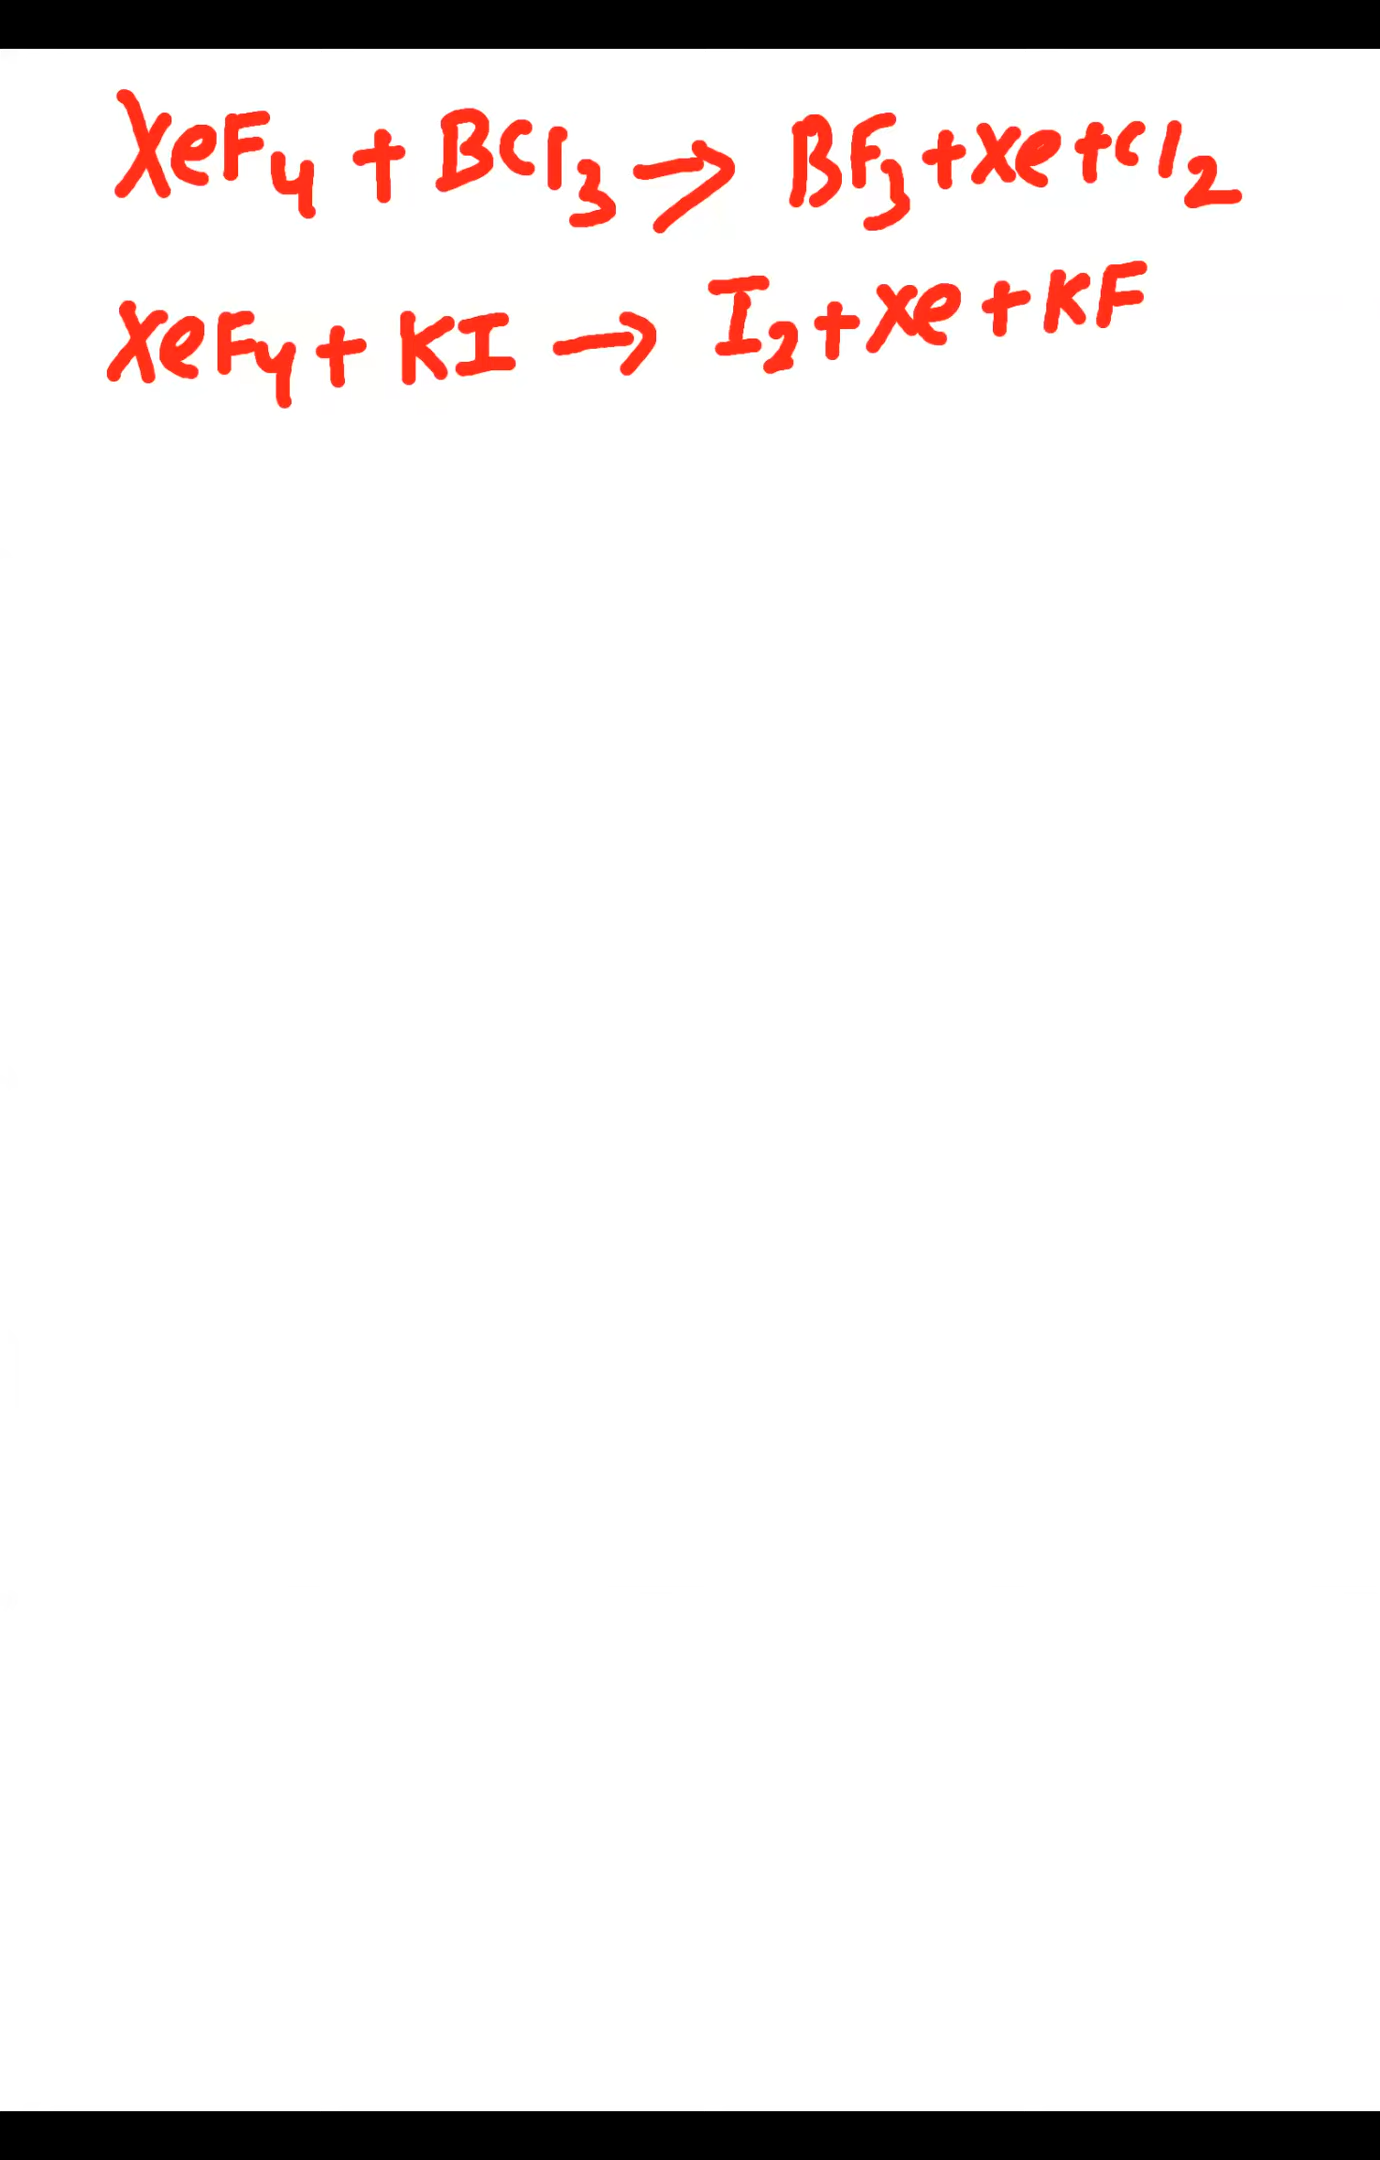 XeF4 + BCl3 → BF3 + Xe + Cl2
XeF4 + KI → I2 + Xe + KF